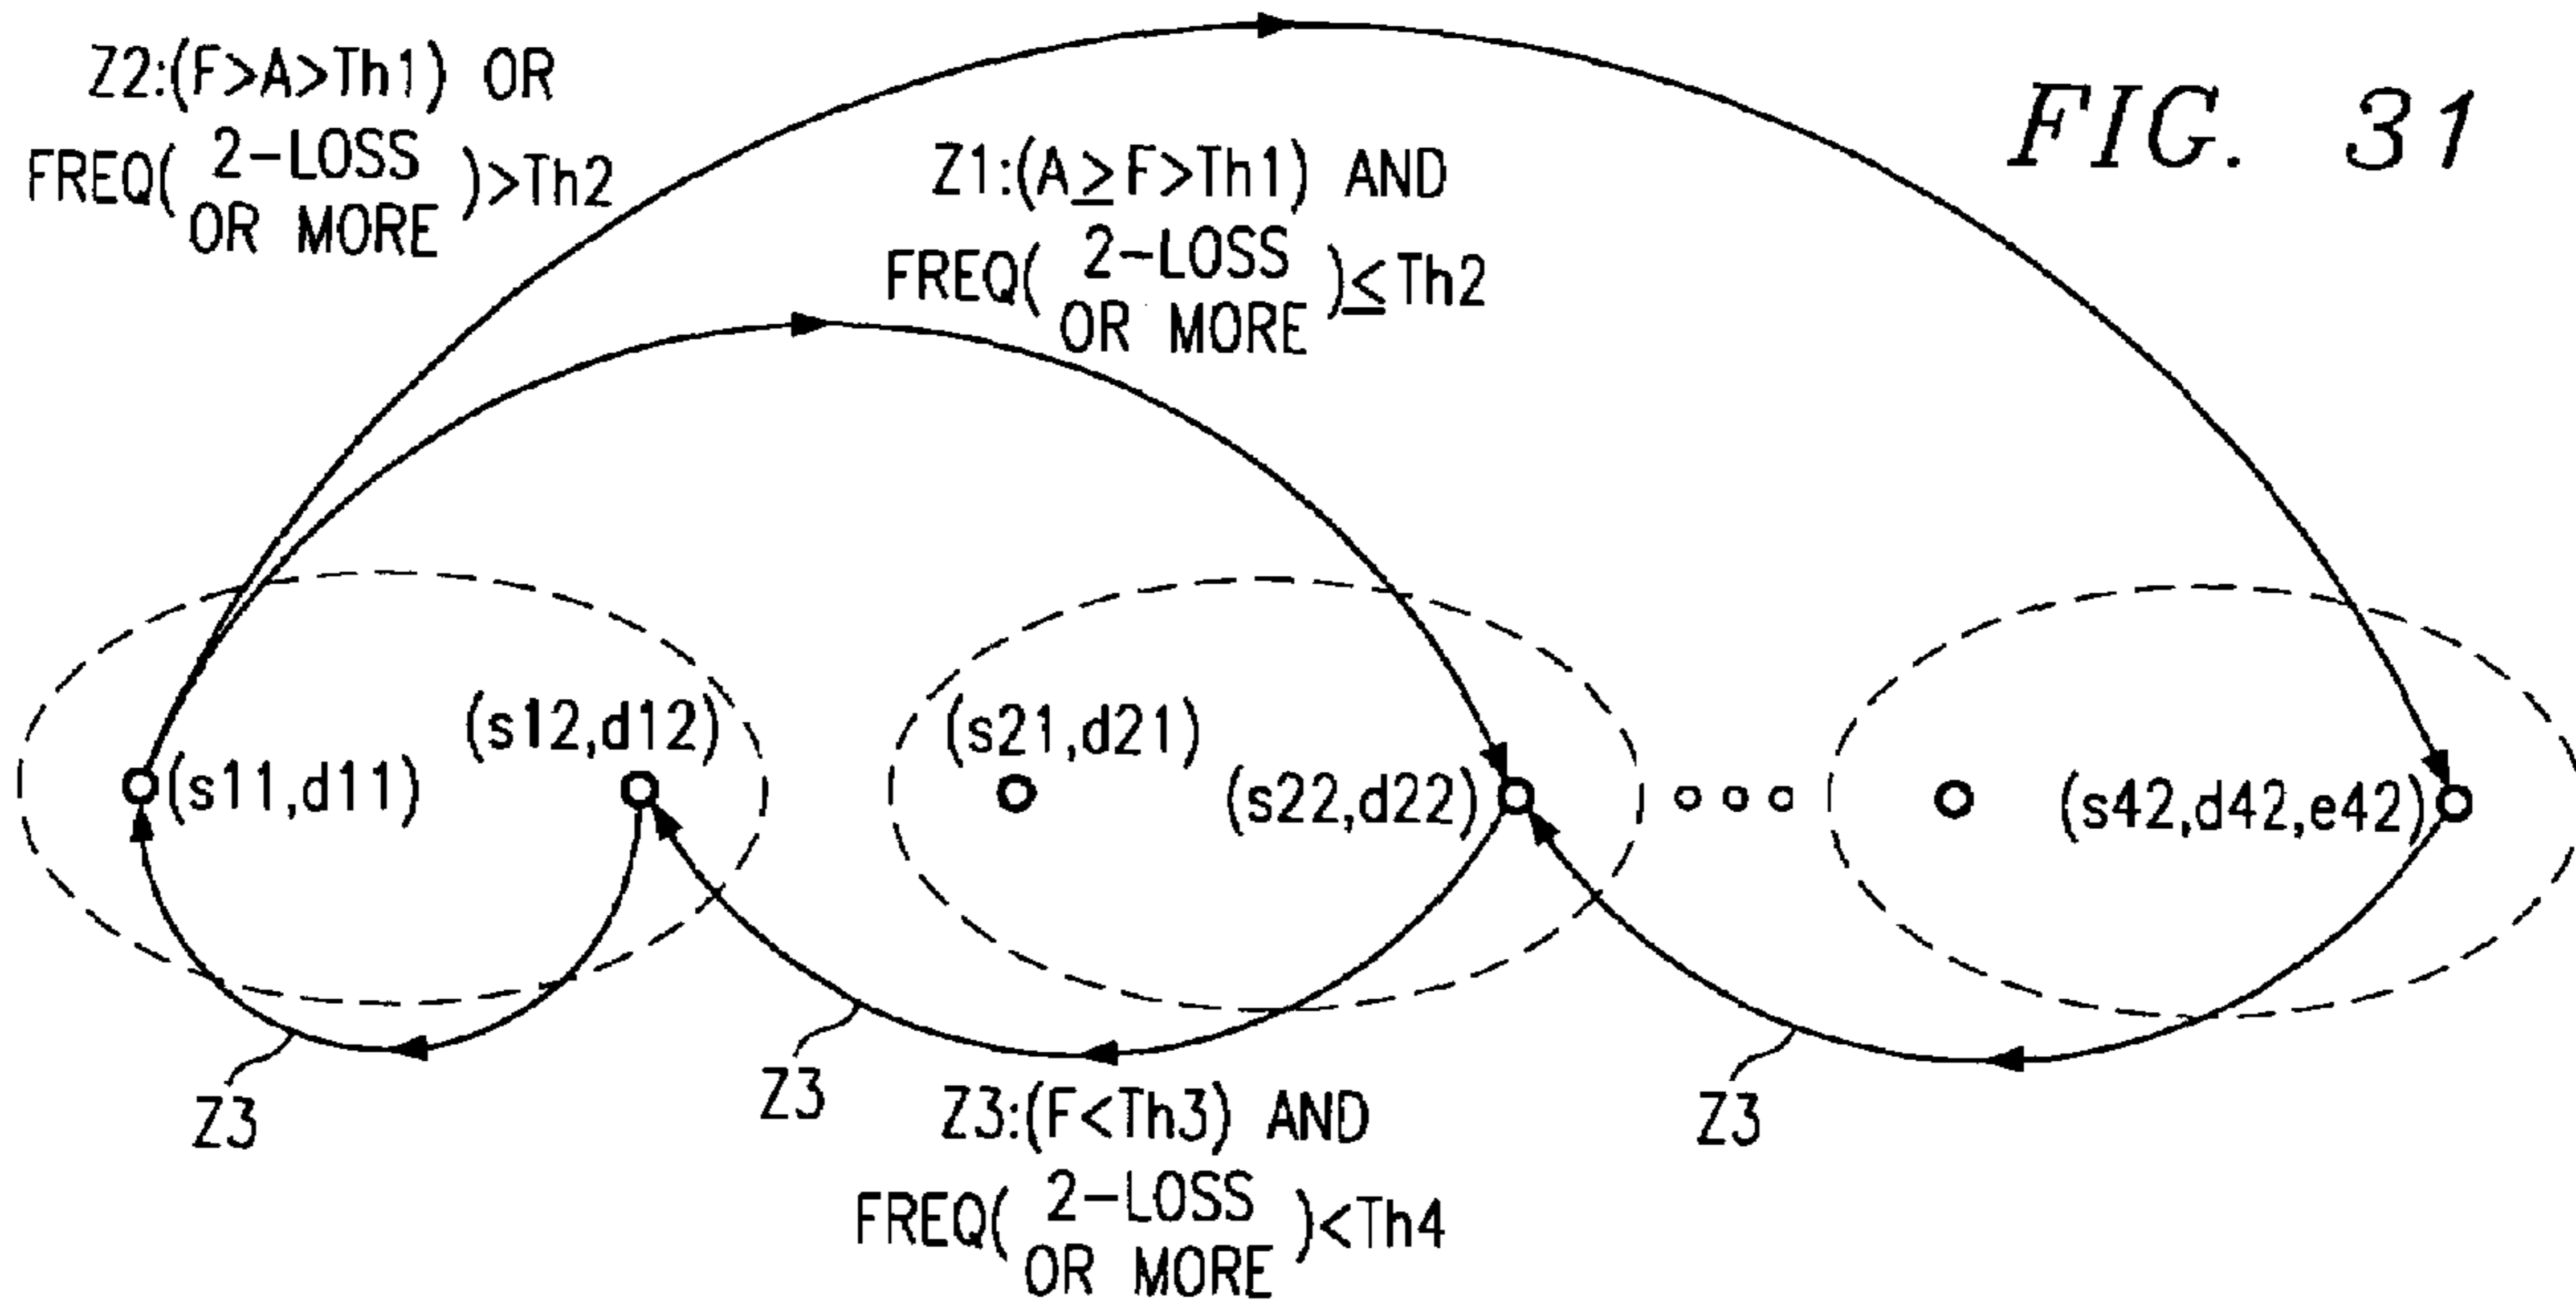 FIG. 31
Z2:(F>A>Th1) OR
FREQ( 2-LOSS
OR MORE )>Th2
Z1:(A≥F>Th1) AND
FREQ( 2-LOSS
OR MORE )≤Th2
(s11,d11)
(s12,d12)
(s21,d21)
(s22,d22)
(s42,d42,e42)
Z3
Z3
Z3
Z3:(F<Th3) AND
FREQ( 2-LOSS
OR MORE )<Th4